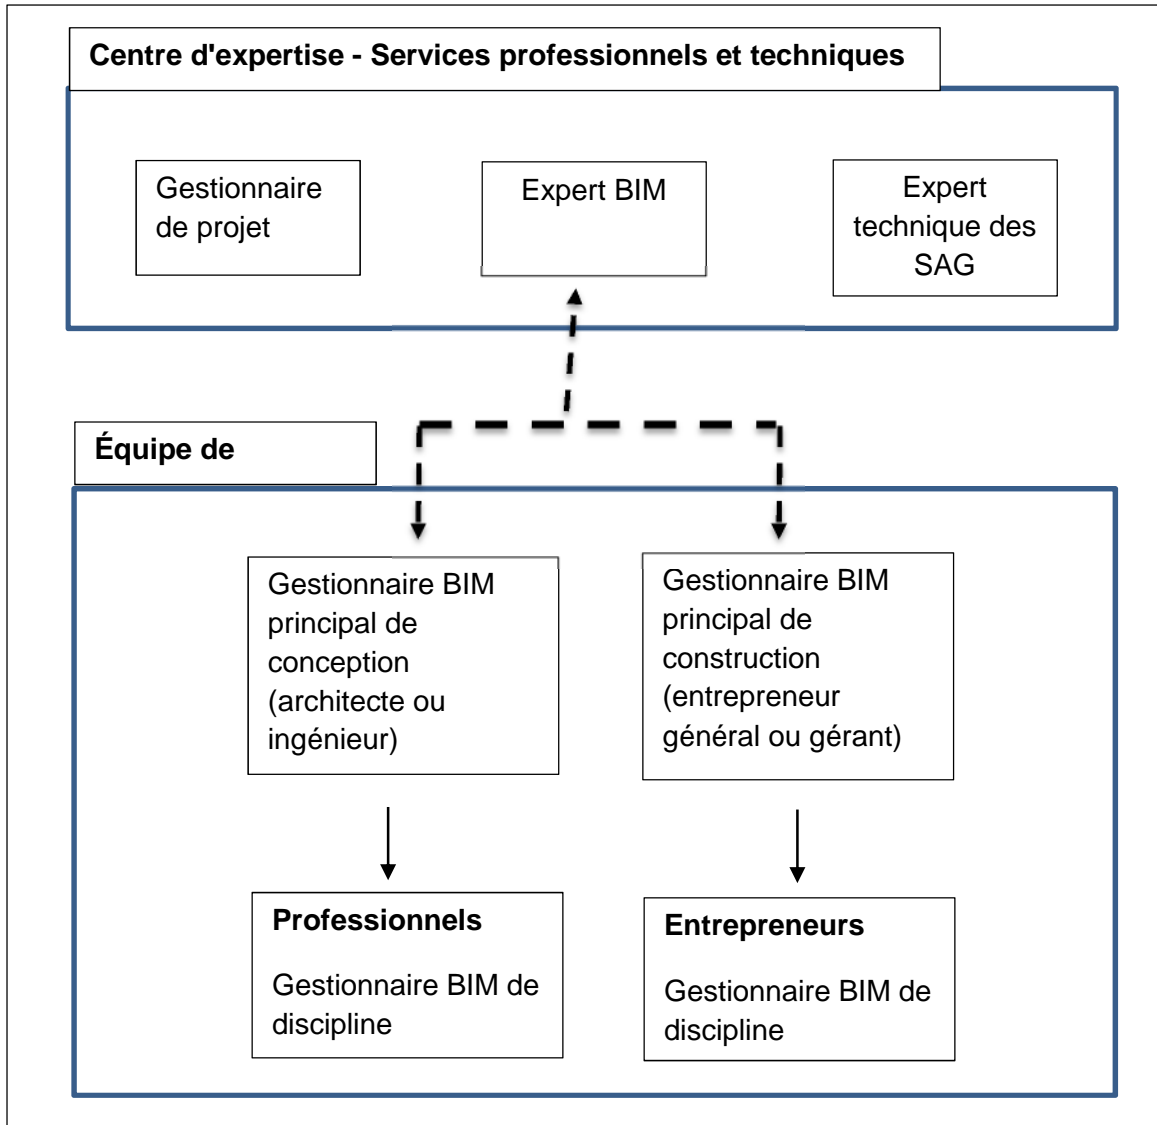 Centre d'expertise - Services professionnels et techniques
Gestionnaire
de projet
Expert BIM
Expert
technique des
SAG
Équipe de
Gestionnaire BIM
principal de
conception
(architecte ou
ingénieur)
Gestionnaire BIM
principal de
construction
(entrepreneur
général ou gérant)
Professionnels
Gestionnaire BIM de
discipline
Entrepreneurs
Gestionnaire BIM de
discipline